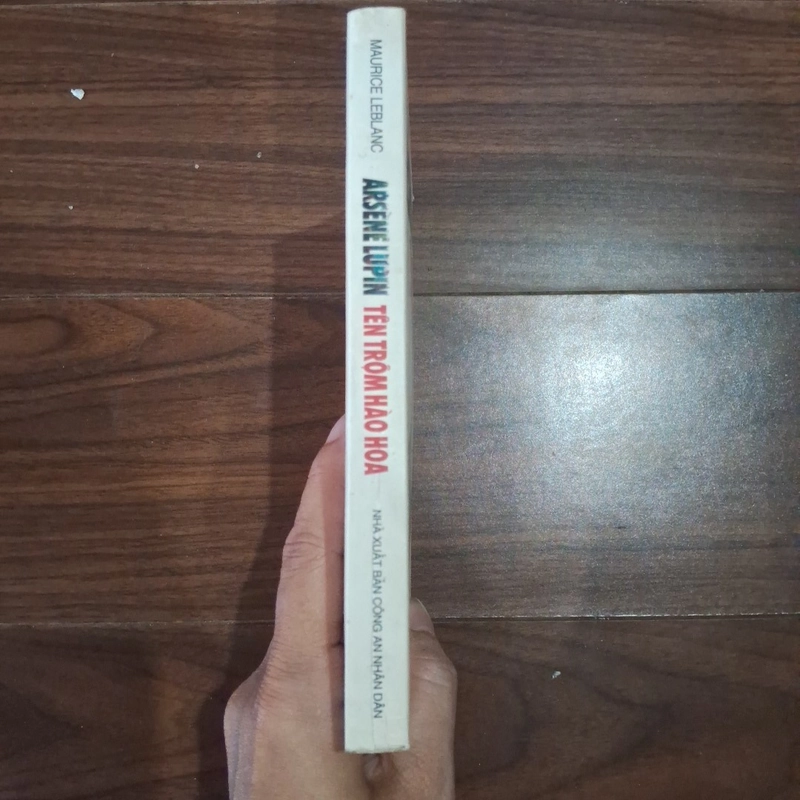 MAURICE LEBLANC
ARSÈNE LUPIN TÊN TRỘM HÀO HOA
NHÀ XUẤT BẢN CÔNG AN NHÂN DÂN